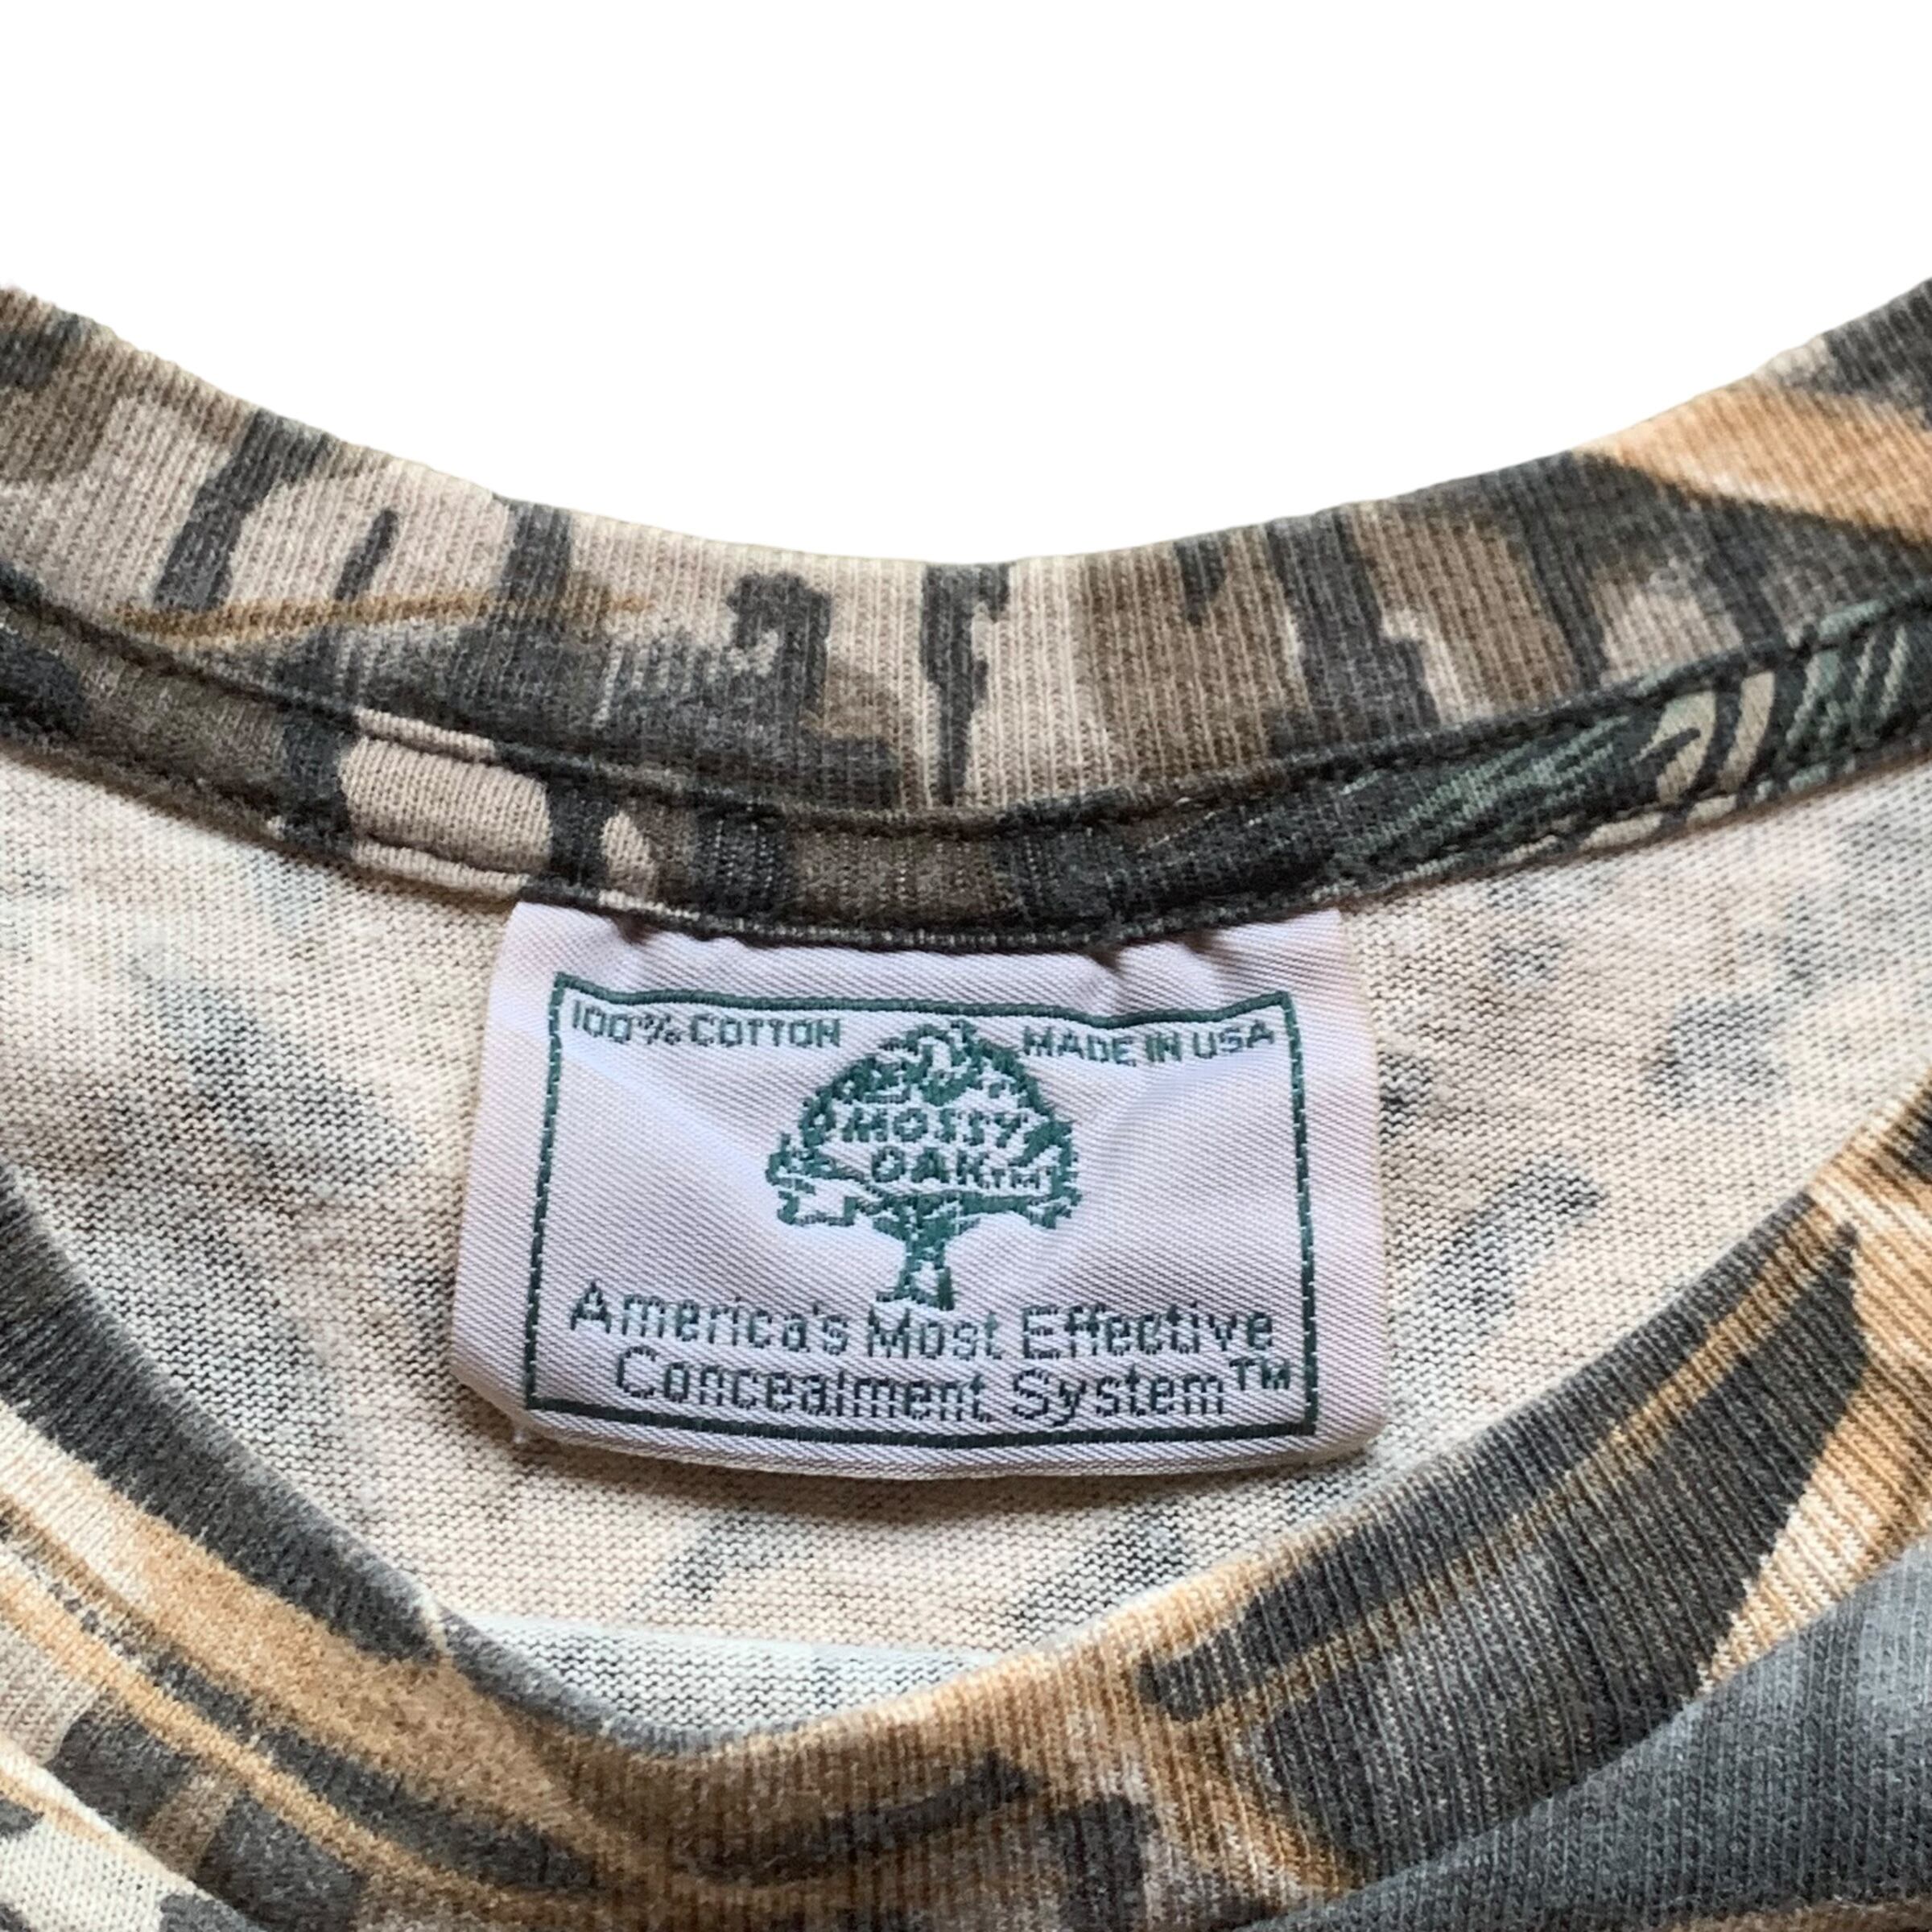 100% COTTON MADE IN USA
MOSSY
OAK™
America's Most Effective
Concealment System™